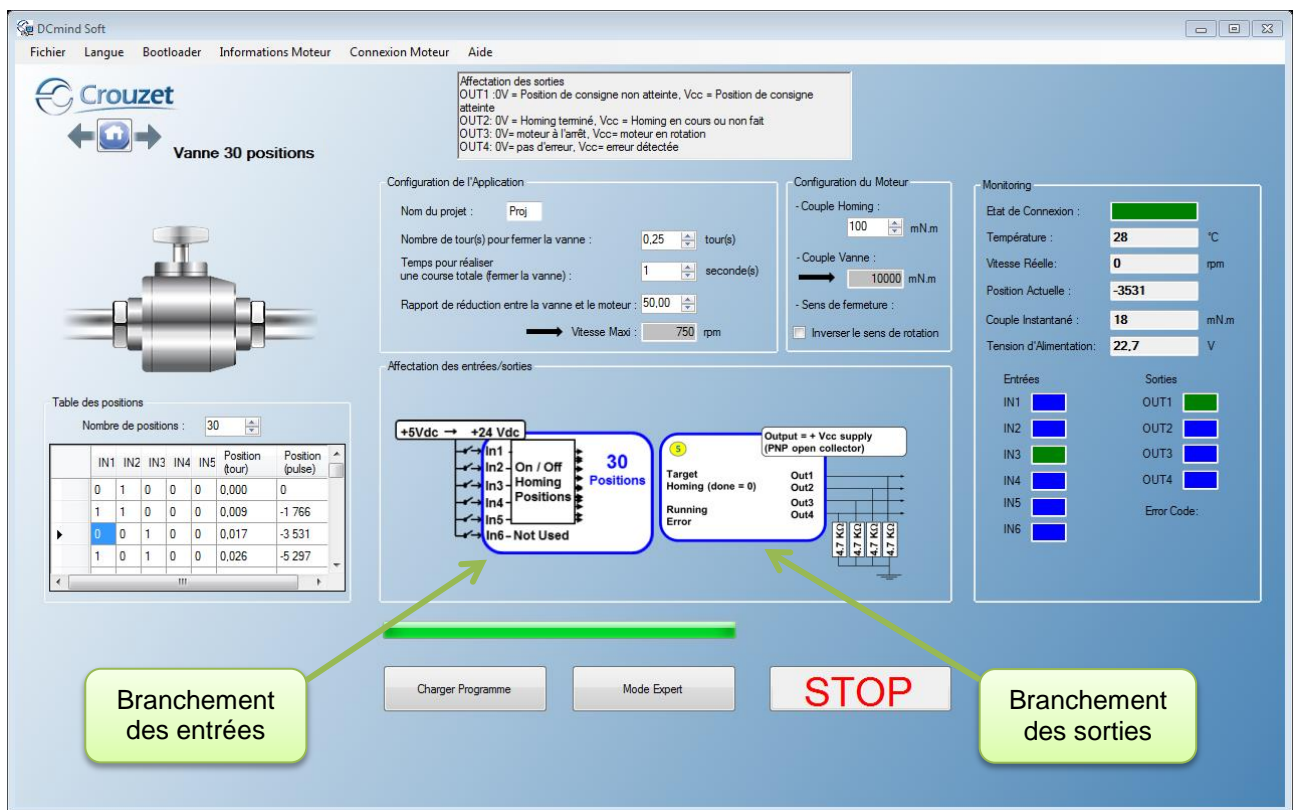 DCmind Soft
Fichier Langue Bootloader Informations Moteur Connexion Moteur Aide
Crouzet
Vanne 30 positions
Affectation des sorties
OUT1 :0V = Position de consigne non atteinte, Vcc = Position de consigne
atteinte
OUT2: 0V = Homing terminé, Vcc = Homing en cours ou non fait
OUT3: 0V= moteur à l'arrêt, Vcc= moteur en rotation
OUT4: 0V= pas d'erreur, Vcc= erreur détectée
Configuration de l'Application
Nom du projet : Proj
Nombre de tour(s) pour fermer la vanne : 0,25 tour(s)
Temps pour réaliser
une course totale (fermer la vanne) : 1 seconde(s)
Rapport de réduction entre la vanne et le moteur : 50,00
Vitesse Maxi : 750 rpm
Configuration du Moteur
- Couple Homing :
100 mN.m
- Couple Vanne :
10000 mN.m
- Sens de fermeture :
Inverser le sens de rotation
Monitoring
Etat de Connexion :
Température : 28 °C
Vitesse Réelle: 0 rpm
Position Actuelle : -3531
Couple Instantané : 18 mN.m
Tension d'Alimentation: 22,7 V
Entrées Sorties
IN1 OUT1
IN2 OUT2
IN3 OUT3
IN4 OUT4
IN5 Error Code:
IN6
Table des positions
Nombre de positions : 30
IN1 IN2 IN3 IN4 IN5 Position (tour) Position (pulse)
0 1 0 0 0 0,000 0
1 1 0 0 0 0,009 -1 766
0 0 1 0 0 0,017 -3 531
1 0 1 0 0 0,026 -5 297
Affectation des entrées/sorties
+5Vdc → +24 Vdc
In1
In2
In3
In4
In5
In6- Not Used
On / Off
Homing
Positions
30
Positions
5
Output = + Vcc supply
(PNP open collector)
Target Out1
Homing (done = 0) Out2
Running Out3
Error Out4
4.7 KΩ
4.7 KΩ
4.7 KΩ
4.7 KΩ
Charger Programme
Mode Expert
STOP
Branchement
des entrées
Branchement
des sorties